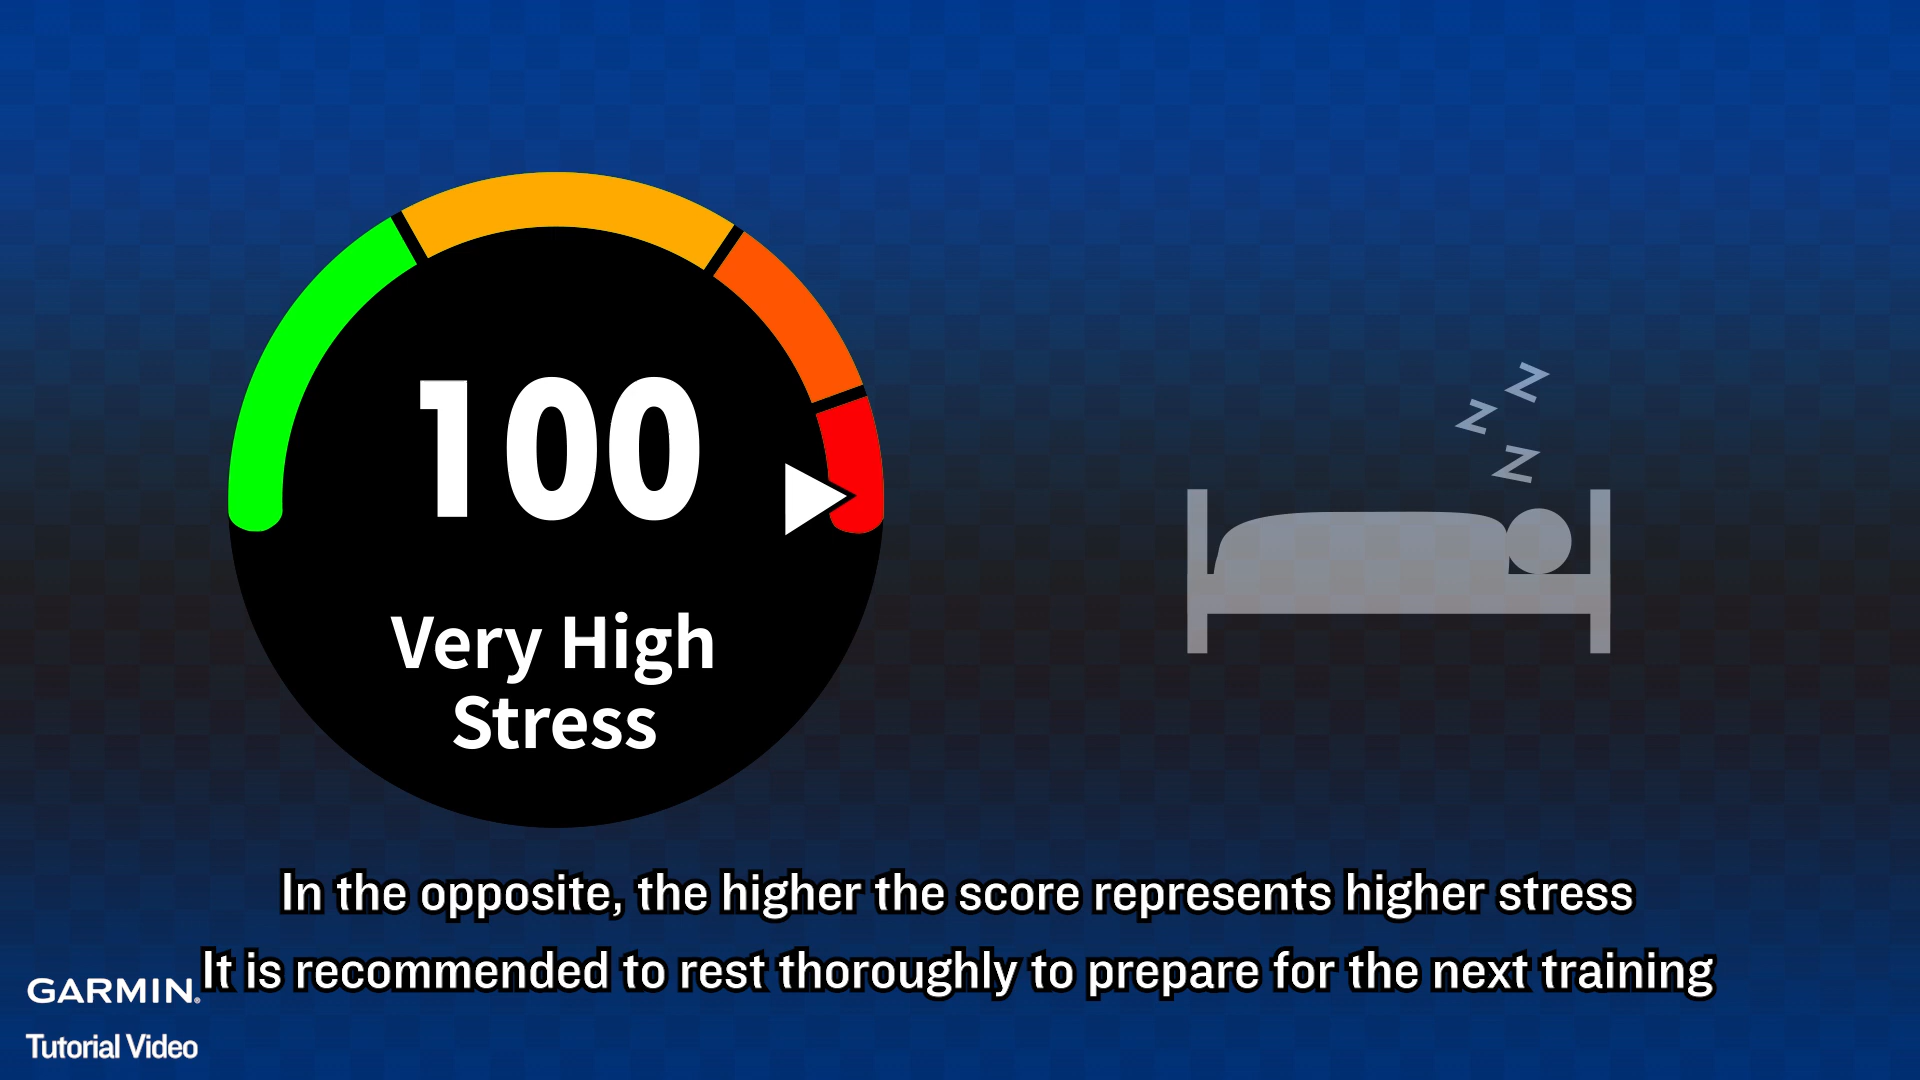 100
Very High
Stress
In the opposite, the higher the score represents higher stress
It is recommended to rest thoroughly to prepare for the next training
GARMIN®
Tutorial Video